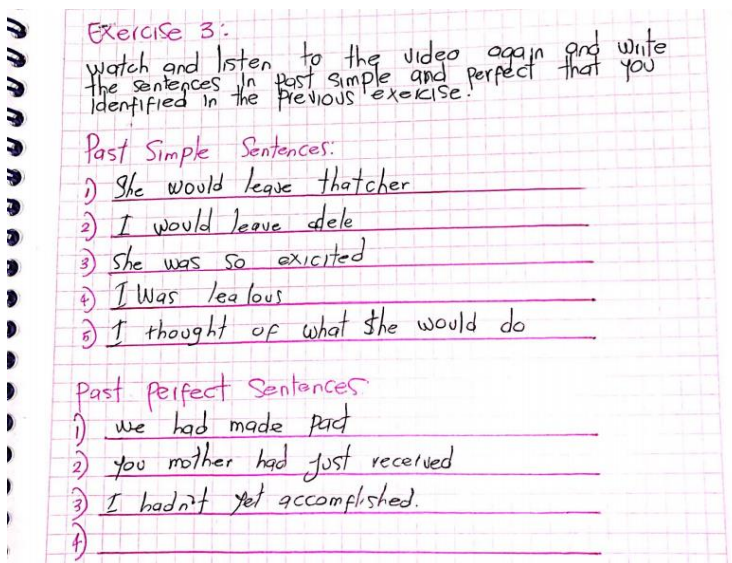 Exercise 3:
Watch and listen to the video again and write
the sentences in past simple and perfect that you
idenfified in the previous exercise.
Past Simple Sentences:
1) She would leave thatcher
2) I would leave dele
3) She was so exicited
4) I Was lealous
5) I thought of what she would do
Past perfect Sentences
1) we had made pact
2) you mother had just received
3) I hadn't yet accomplished.
4)